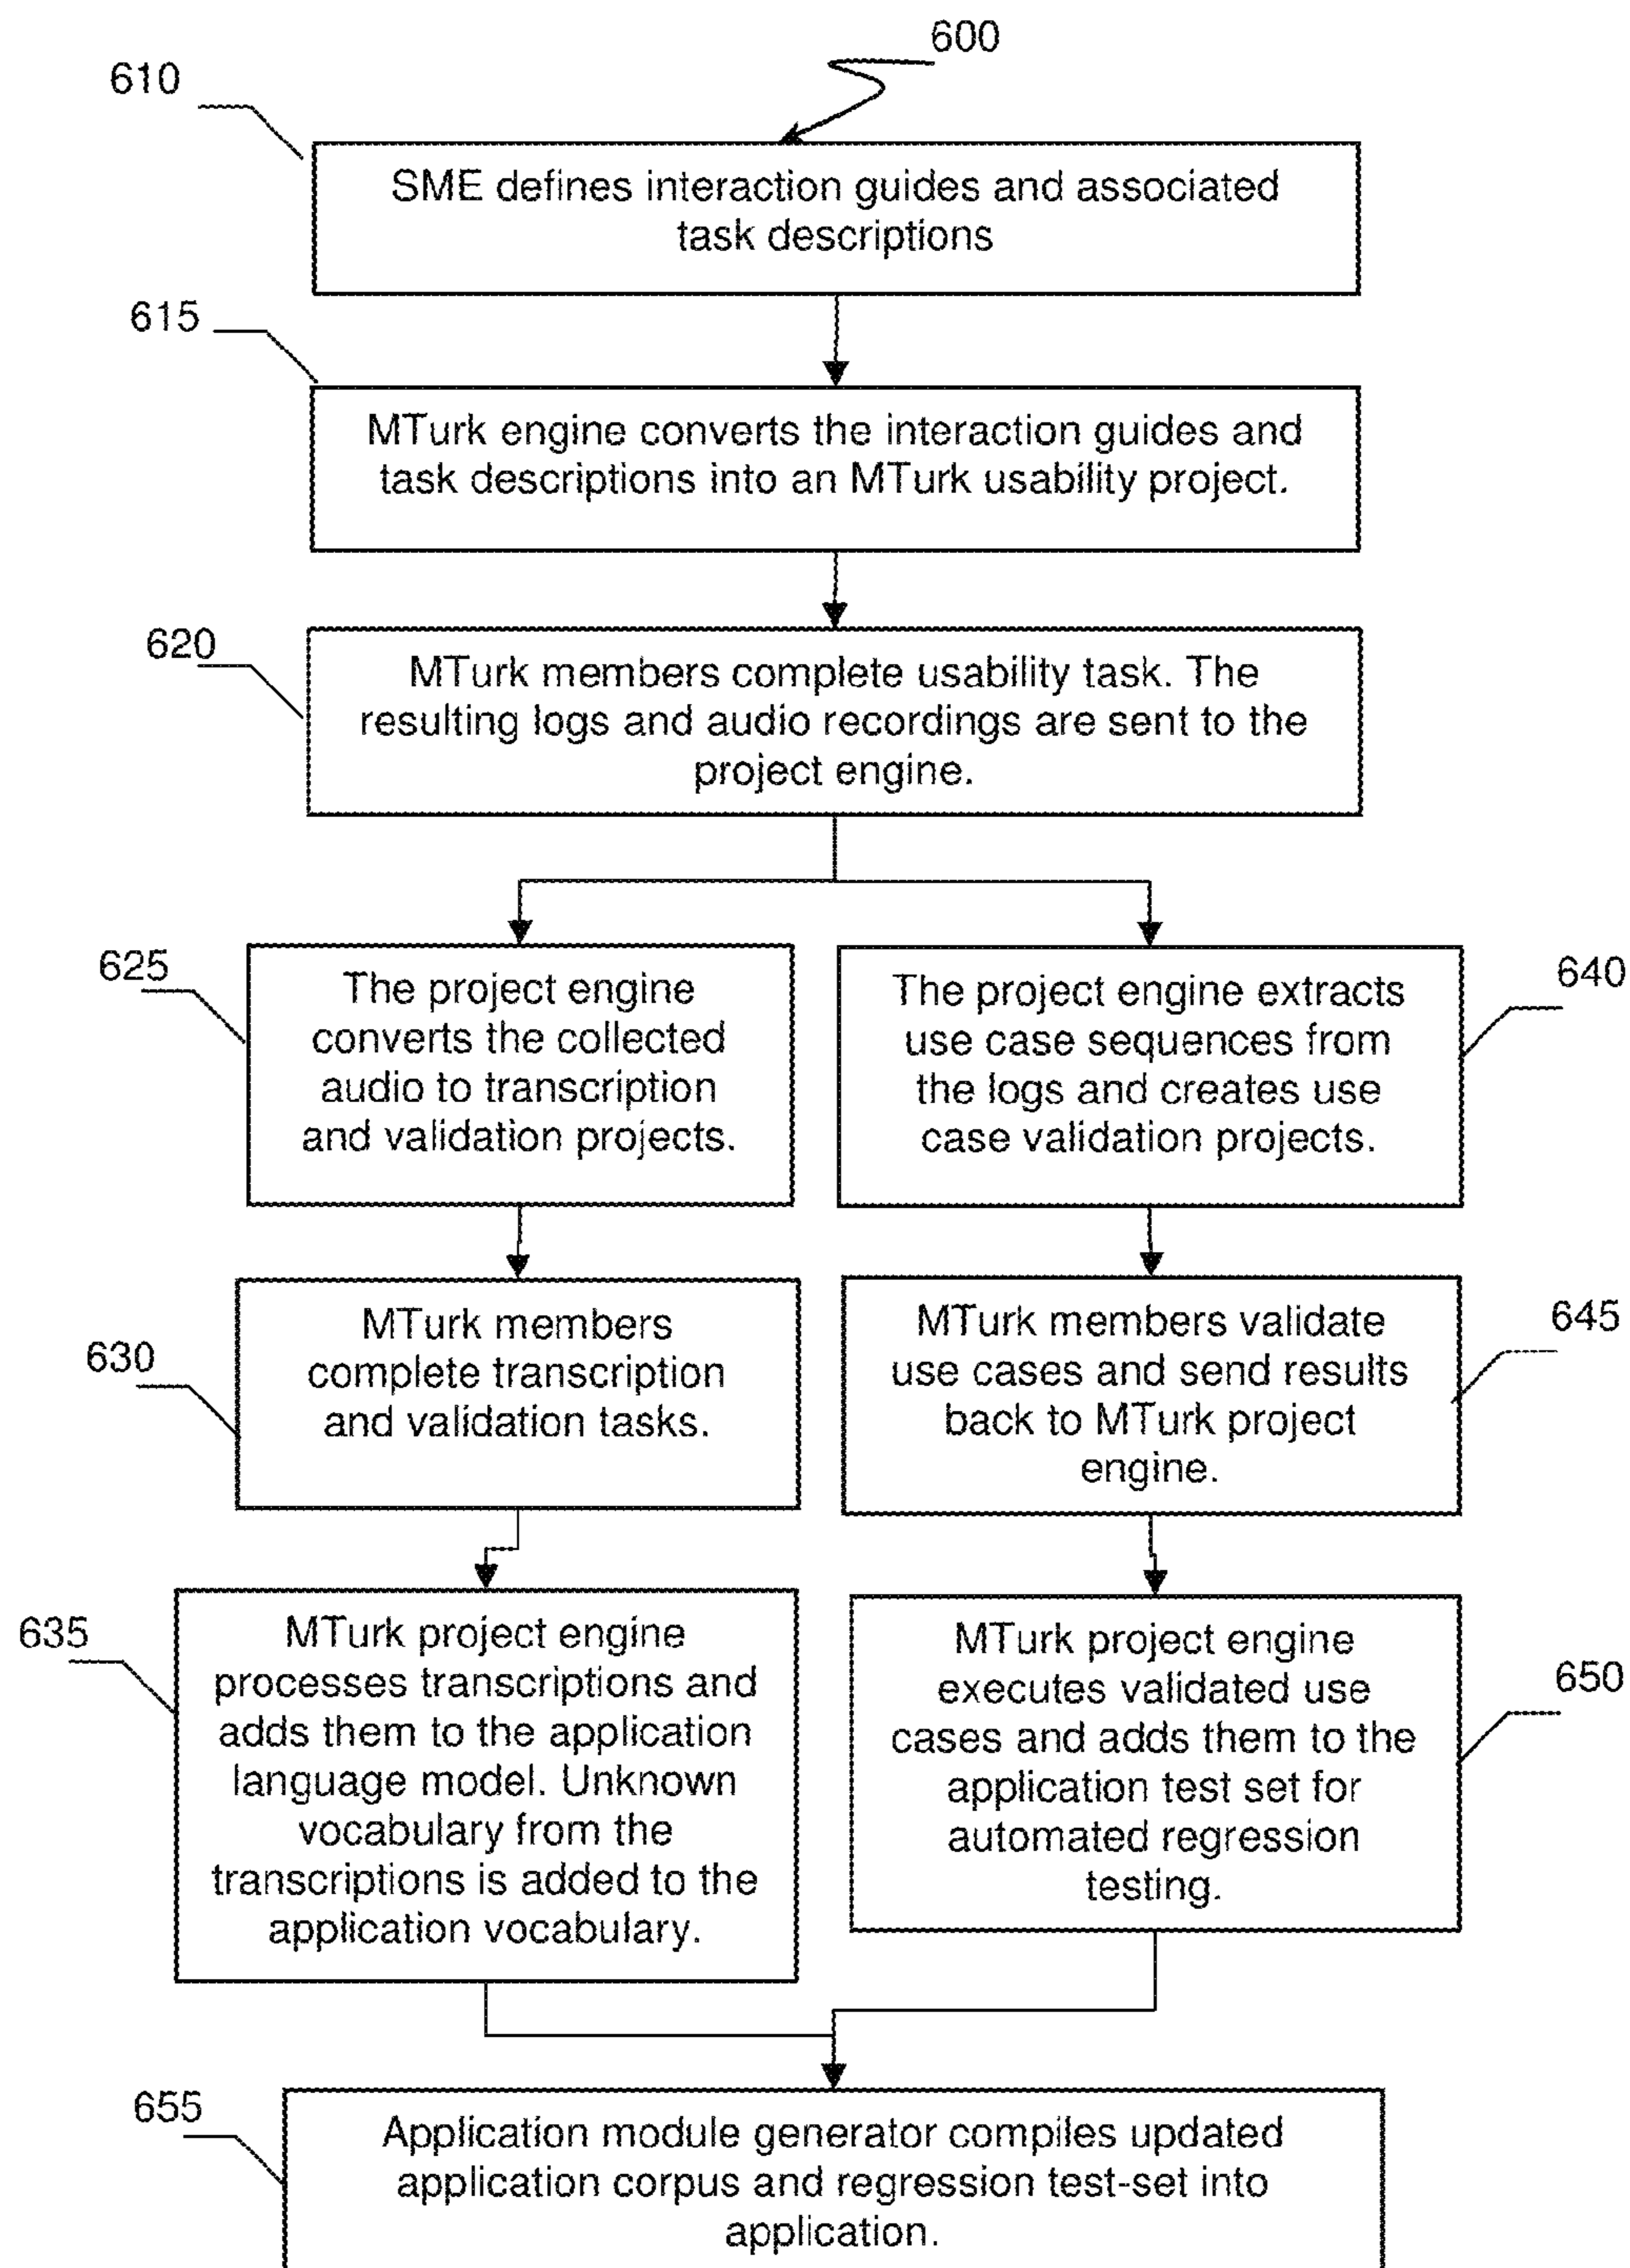 600
610
SME defines interaction guides and associated
task descriptions
615
MTurk engine converts the interaction guides and
task descriptions into an MTurk usability project.
620
MTurk members complete usability task. The
resulting logs and audio recordings are sent to the
project engine.
625
The project engine
converts the collected
audio to transcription
and validation projects.
640
The project engine extracts
use case sequences from
the logs and creates use
case validation projects.
630
MTurk members
complete transcription
and validation tasks.
645
MTurk members validate
use cases and send results
back to MTurk project
engine.
635
MTurk project engine
processes transcriptions and
adds them to the application
language model. Unknown
vocabulary from the
transcriptions is added to the
application vocabulary.
650
MTurk project engine
executes validated use
cases and adds them to the
application test set for
automated regression
testing.
655
Application module generator compiles updated
application corpus and regression test-set into
application.